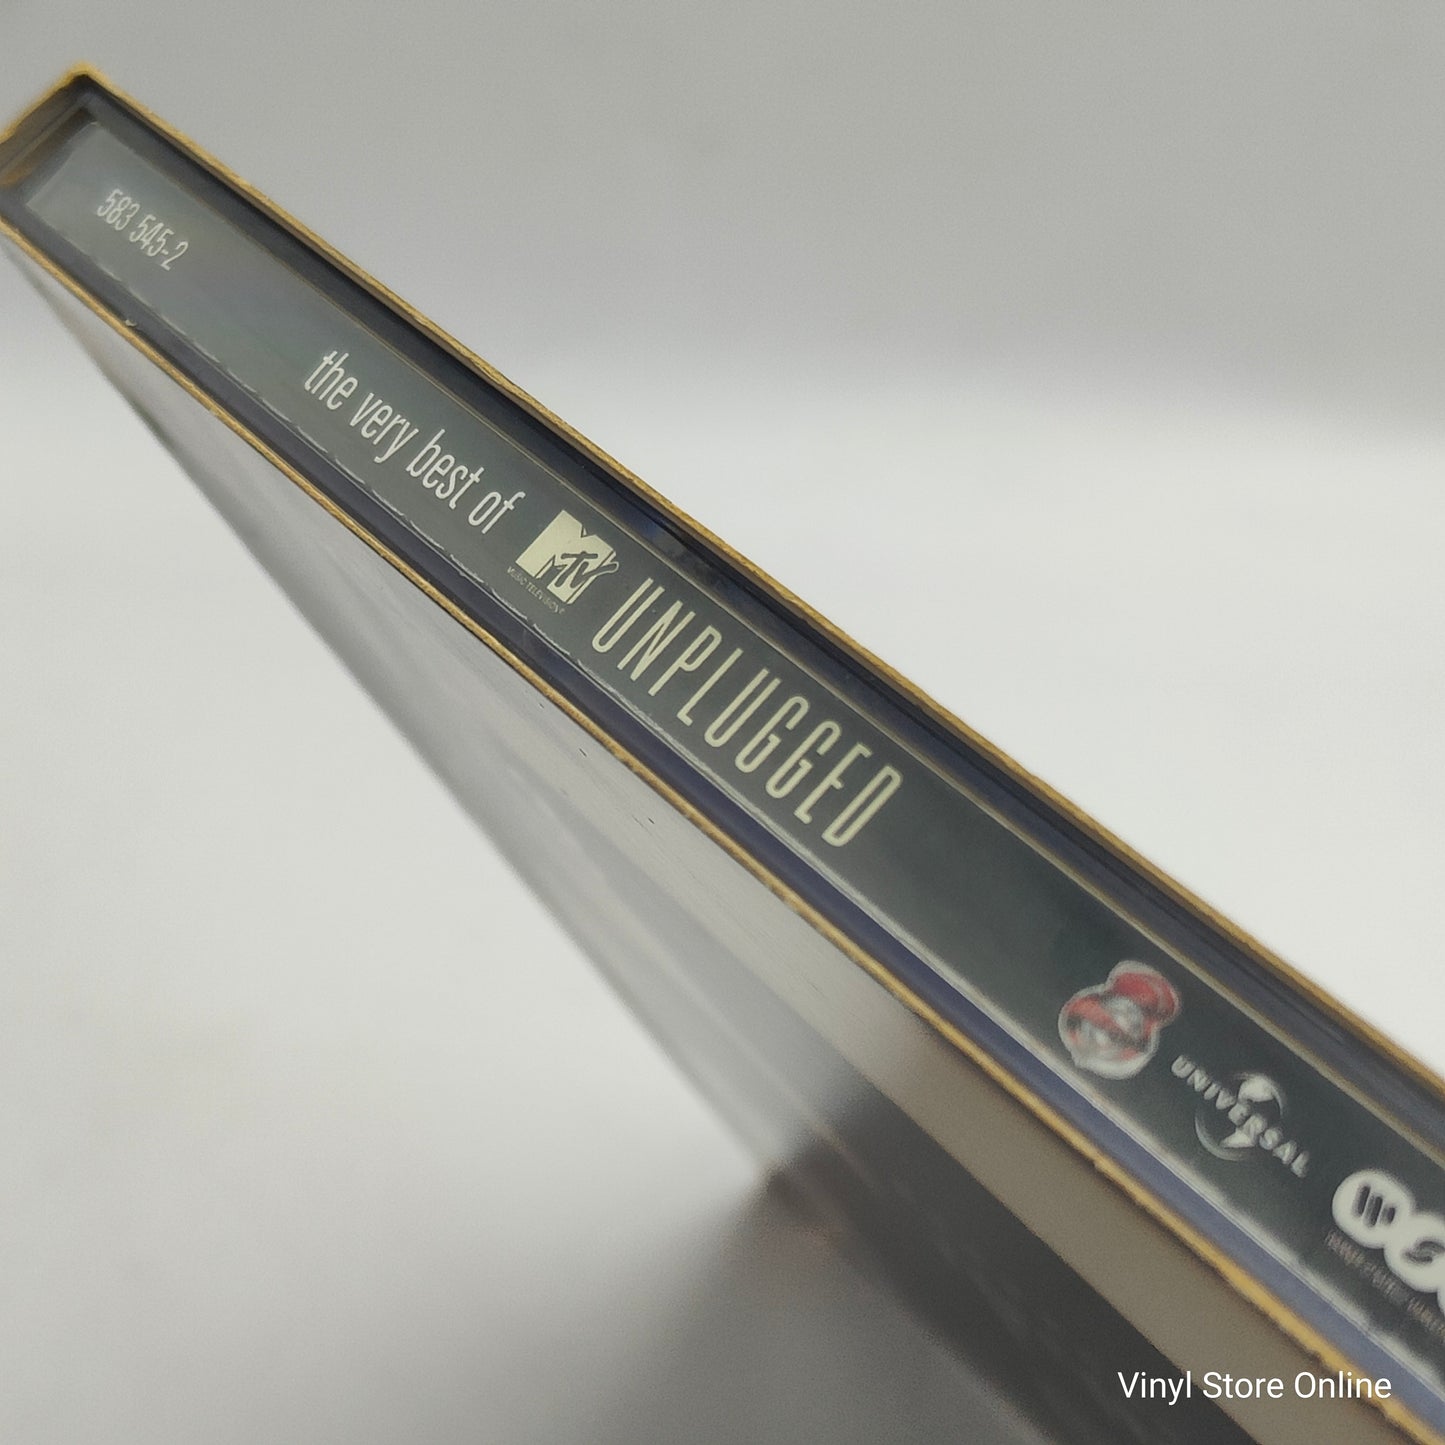 583 545-2
the very best of
MTV
MUSIC TELEVISION®
UNPLUGGED
UNIVERSAL
Vinyl Store Online